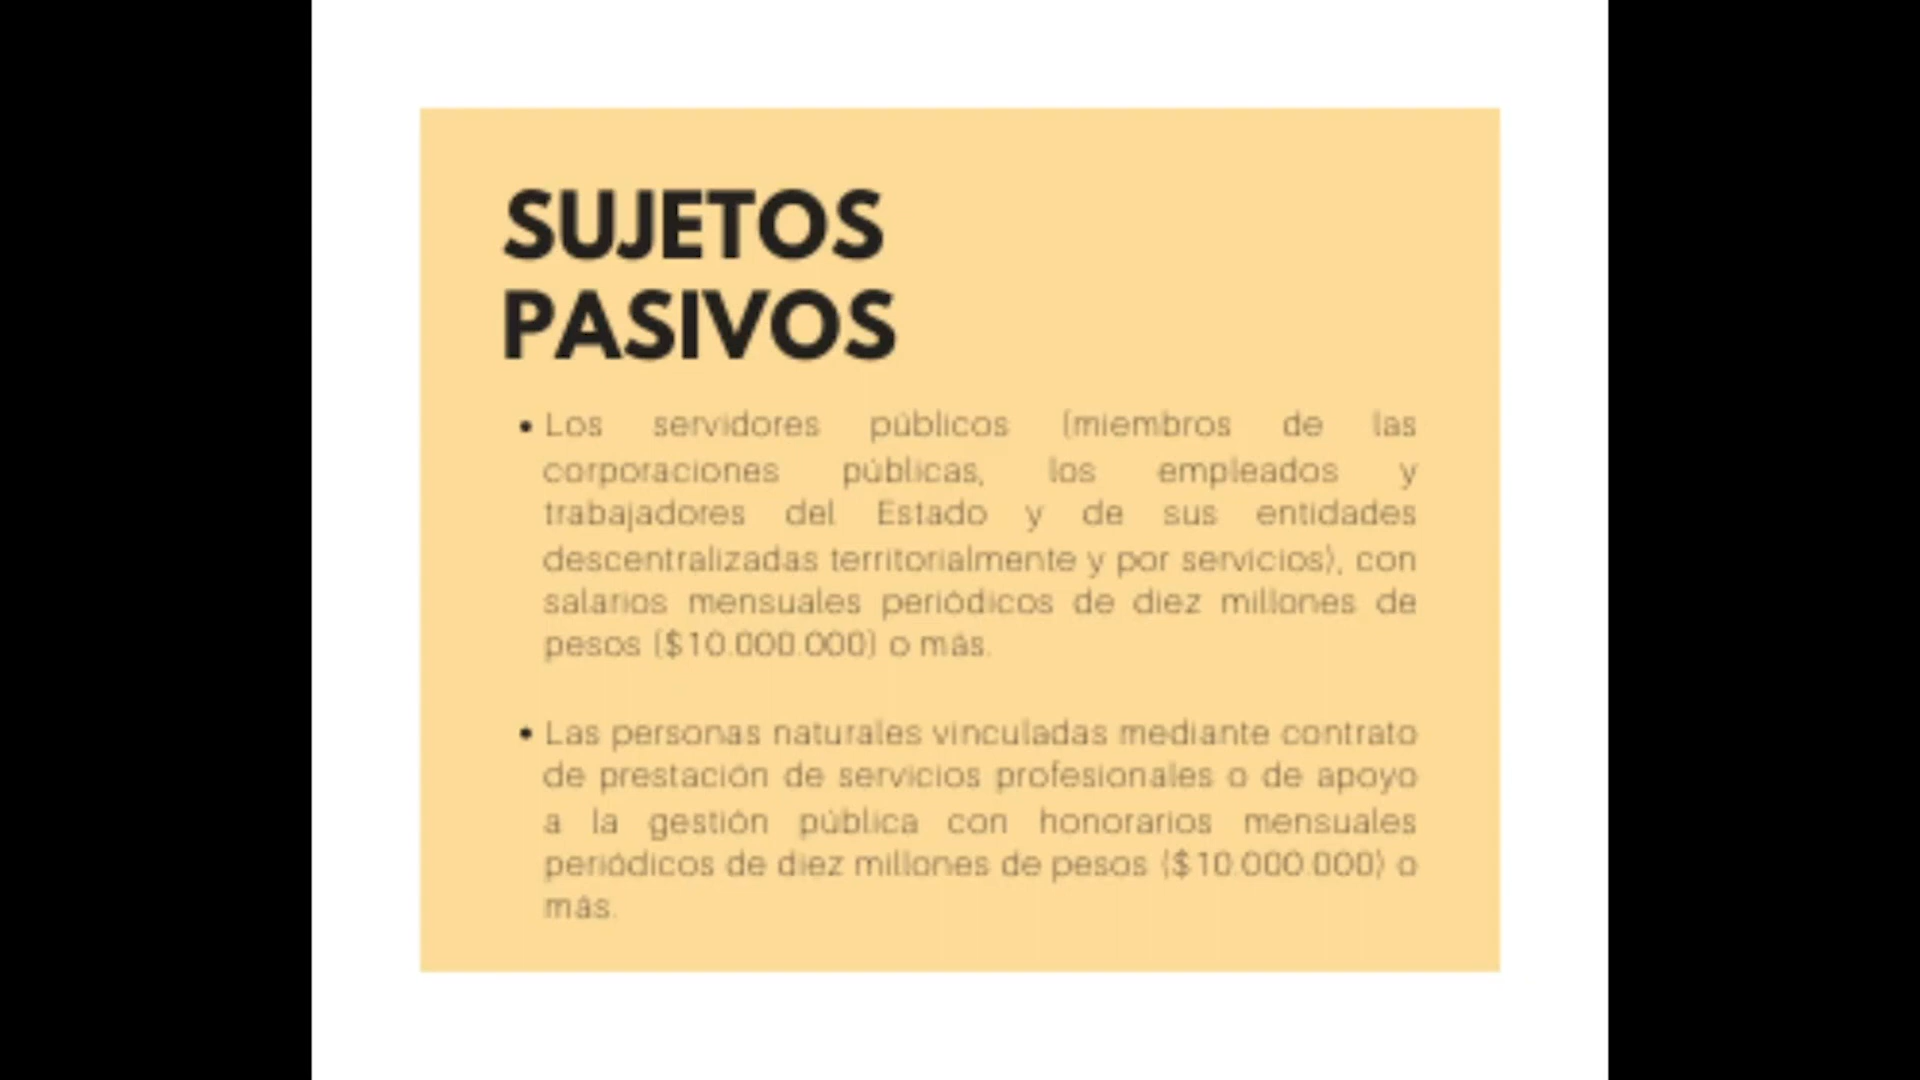 SUJETOS
PASIVOS
• Los servidores públicos (miembros de las
corporaciones públicas, los empleados y
trabajadores del Estado y de sus entidades
descentralizadas territorialmente y por servicios), con
salarios mensuales periódicos de diez millones de
pesos ($10.000.000) o más.
• Las personas naturales vinculadas mediante contrato
de prestación de servicios profesionales o de apoyo
a la gestión pública con honorarios mensuales
periódicos de diez millones de pesos ($10.000.000) o
más.